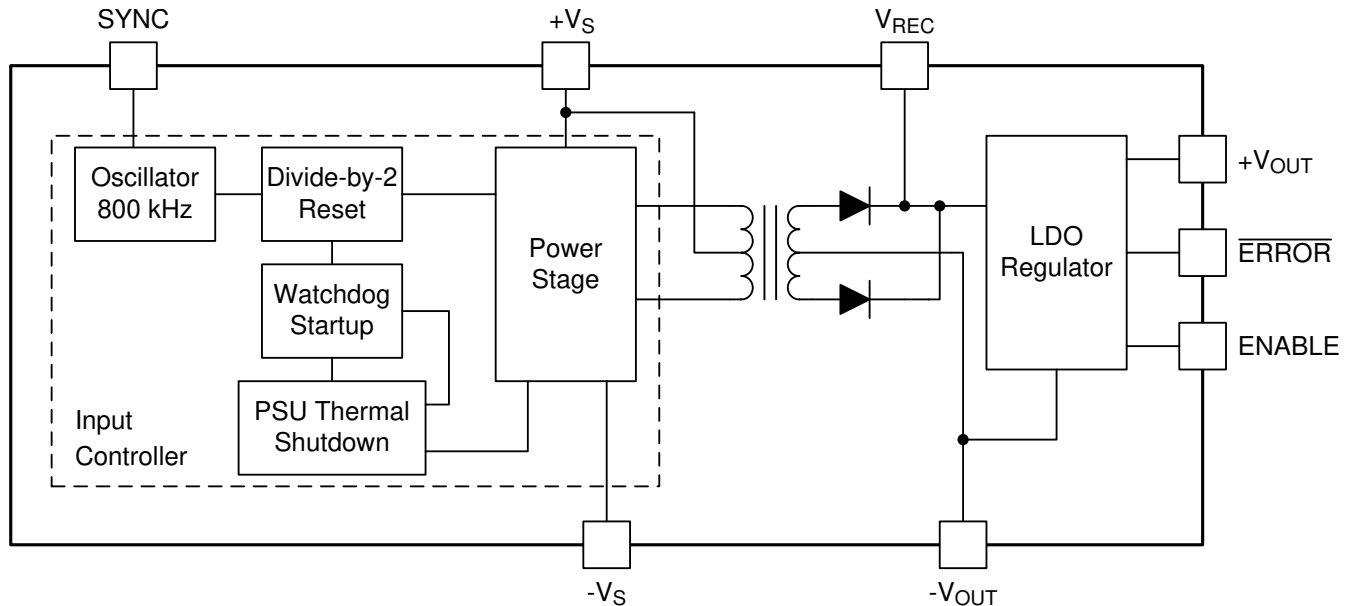 SYNC
+VS
VREC
Oscillator
800 kHz
Divide-by-2
Reset
Power
Stage
Watchdog
Startup
PSU Thermal
Shutdown
Input
Controller
LDO
Regulator
+VOUT
ERROR
ENABLE
-VS
-VOUT